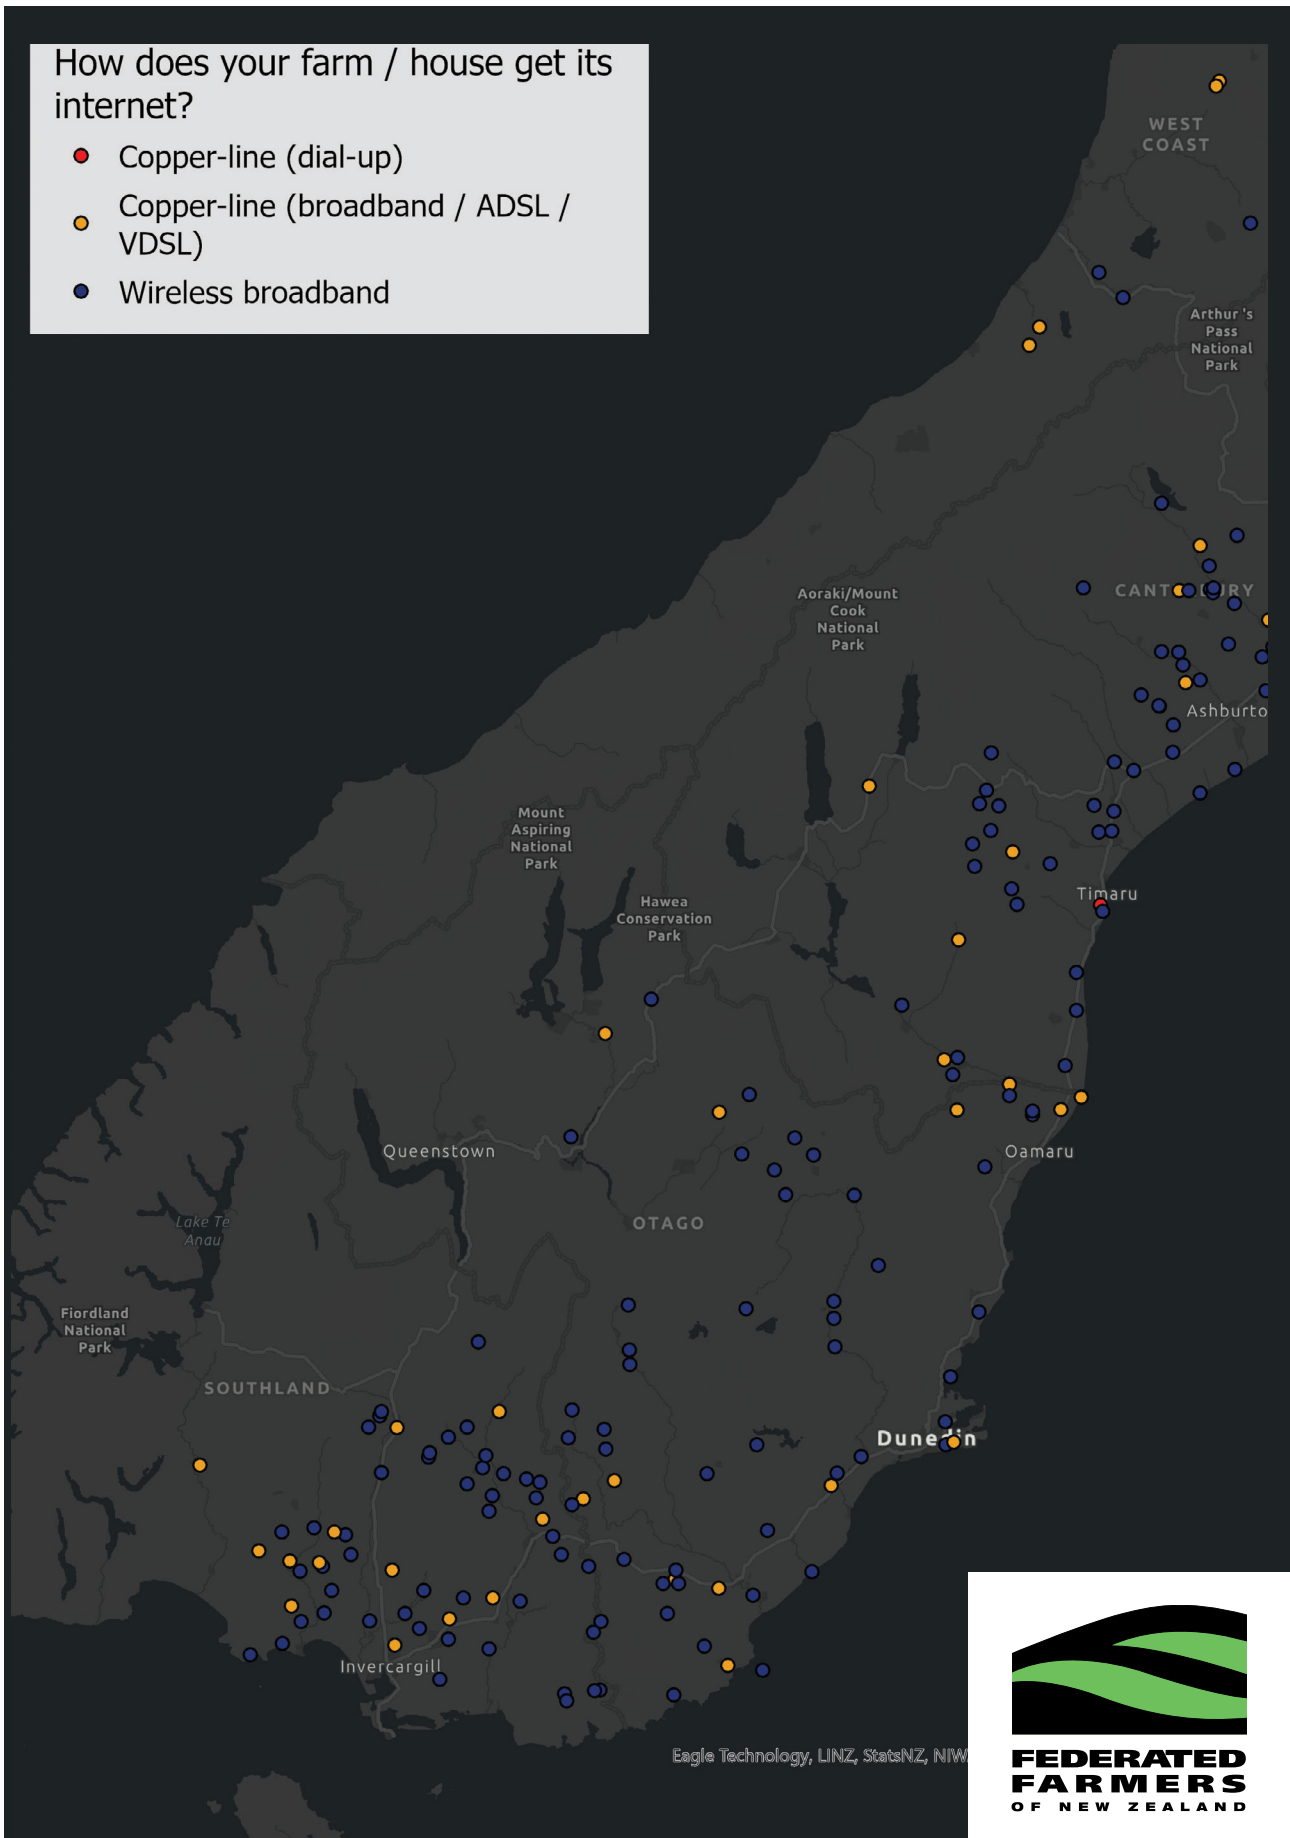 How does your farm / house get its
internet?
Copper-line (dial-up)
Copper-line (broadband / ADSL /
VDSL)
Wireless broadband
WEST
COAST
Arthur 's
Pass
National
Park
CANT URY
Aoraki/Mount
Cook
National
Park
Ashburto
Mount
Aspiring
National
Park
Hawea
Conservation
Park
Timaru
Queenstown
Oamaru
Lake Te
Anau
OTAGO
Fiordland
National
Park
SOUTHLAND
Dunedin
Invercargill
Eagle Technology, LINZ, StatsNZ, NIW
FEDERATED
FARMERS
OF NEW ZEALAND